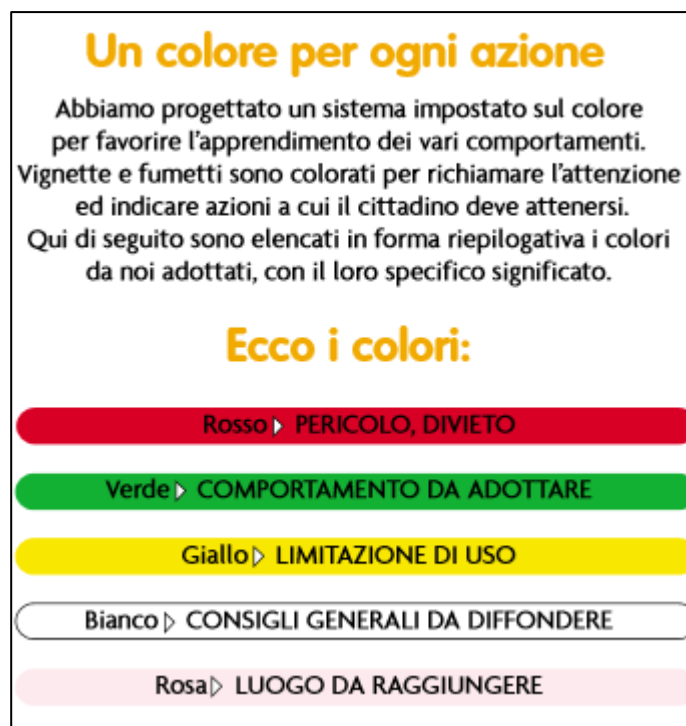 Un colore per ogni azione
Abbiamo progettato un sistema impostato sul colore
per favorire l'apprendimento dei vari comportamenti.
Vignette e fumetti sono colorati per richiamare l'attenzione
ed indicare azioni a cui il cittadino deve attenersi.
Qui di seguito sono elencati in forma riepilogativa i colori
da noi adottati, con il loro specifico significato.
Ecco i colori:
Rosso▷ PERICOLO, DIVIETO
Verde▷ COMPORTAMENTO DA ADOTTARE
Giallo▷ LIMITAZIONE DI USO
Bianco▷ CONSIGLI GENERALI DA DIFFONDERE
Rosa▷ LUOGO DA RAGGIUNGERE